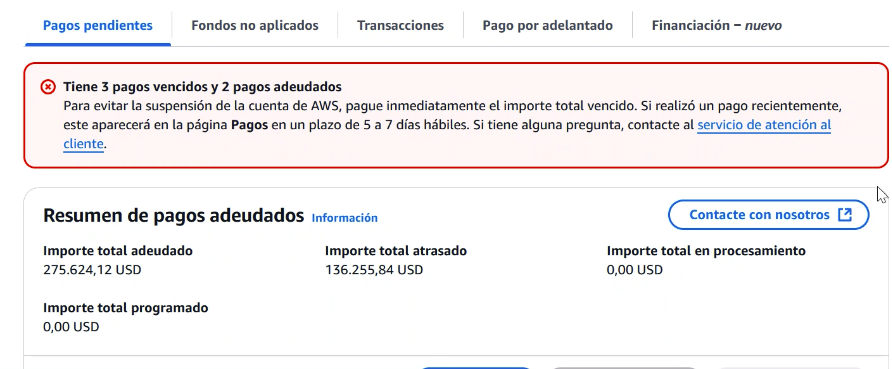 Pagos pendientes
Fondos no aplicados
Transacciones
Pago por adelantado
Financiación – nuevo
Tiene 3 pagos vencidos y 2 pagos adeudados
Para evitar la suspensión de la cuenta de AWS, pague inmediatamente el importe total vencido. Si realizó un pago recientemente,
este aparecerá en la página Pagos en un plazo de 5 a 7 días hábiles. Si tiene alguna pregunta, contacte al servicio de atención al
cliente.
Resumen de pagos adeudados Información
Contacte con nosotros
Importe total adeudado
275.624,12 USD
Importe total atrasado
136.255,84 USD
Importe total en procesamiento
0,00 USD
Importe total programado
0,00 USD